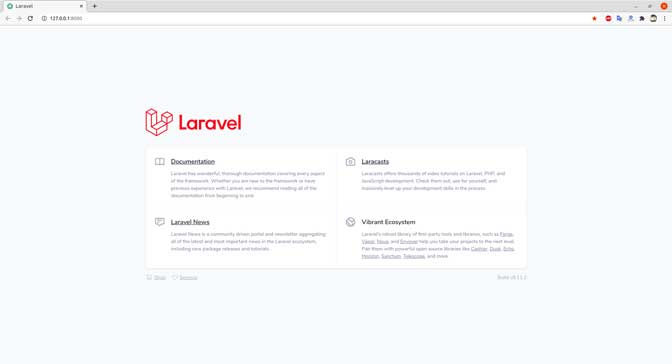 Laravel
127.0.0.1:8000
Laravel
Documentation
Laravel has wonderful, thorough documentation covering every aspect
of the framework. Whether you are new to the framework or have
previous experience with Laravel, we recommend reading all of the
documentation from beginning to end.
Laracasts
Laracasts offers thousands of video tutorials on Laravel, PHP, and
JavaScript development. Check them out, see for yourself, and
massively level up your development skills in the process.
Laravel News
Laravel News is a community driven portal and newsletter aggregating
all of the latest and most important news in the Laravel ecosystem,
including new package releases and tutorials.
Vibrant Ecosystem
Laravel's robust library of first-party tools and libraries, such as Forge,
Vapor, Nova, and Envoyer help you take your projects to the next level.
Pair them with powerful open source libraries like Cashier, Dusk, Echo,
Horizon, Sanctum, Telescope, and more.
Shop
Sponsor